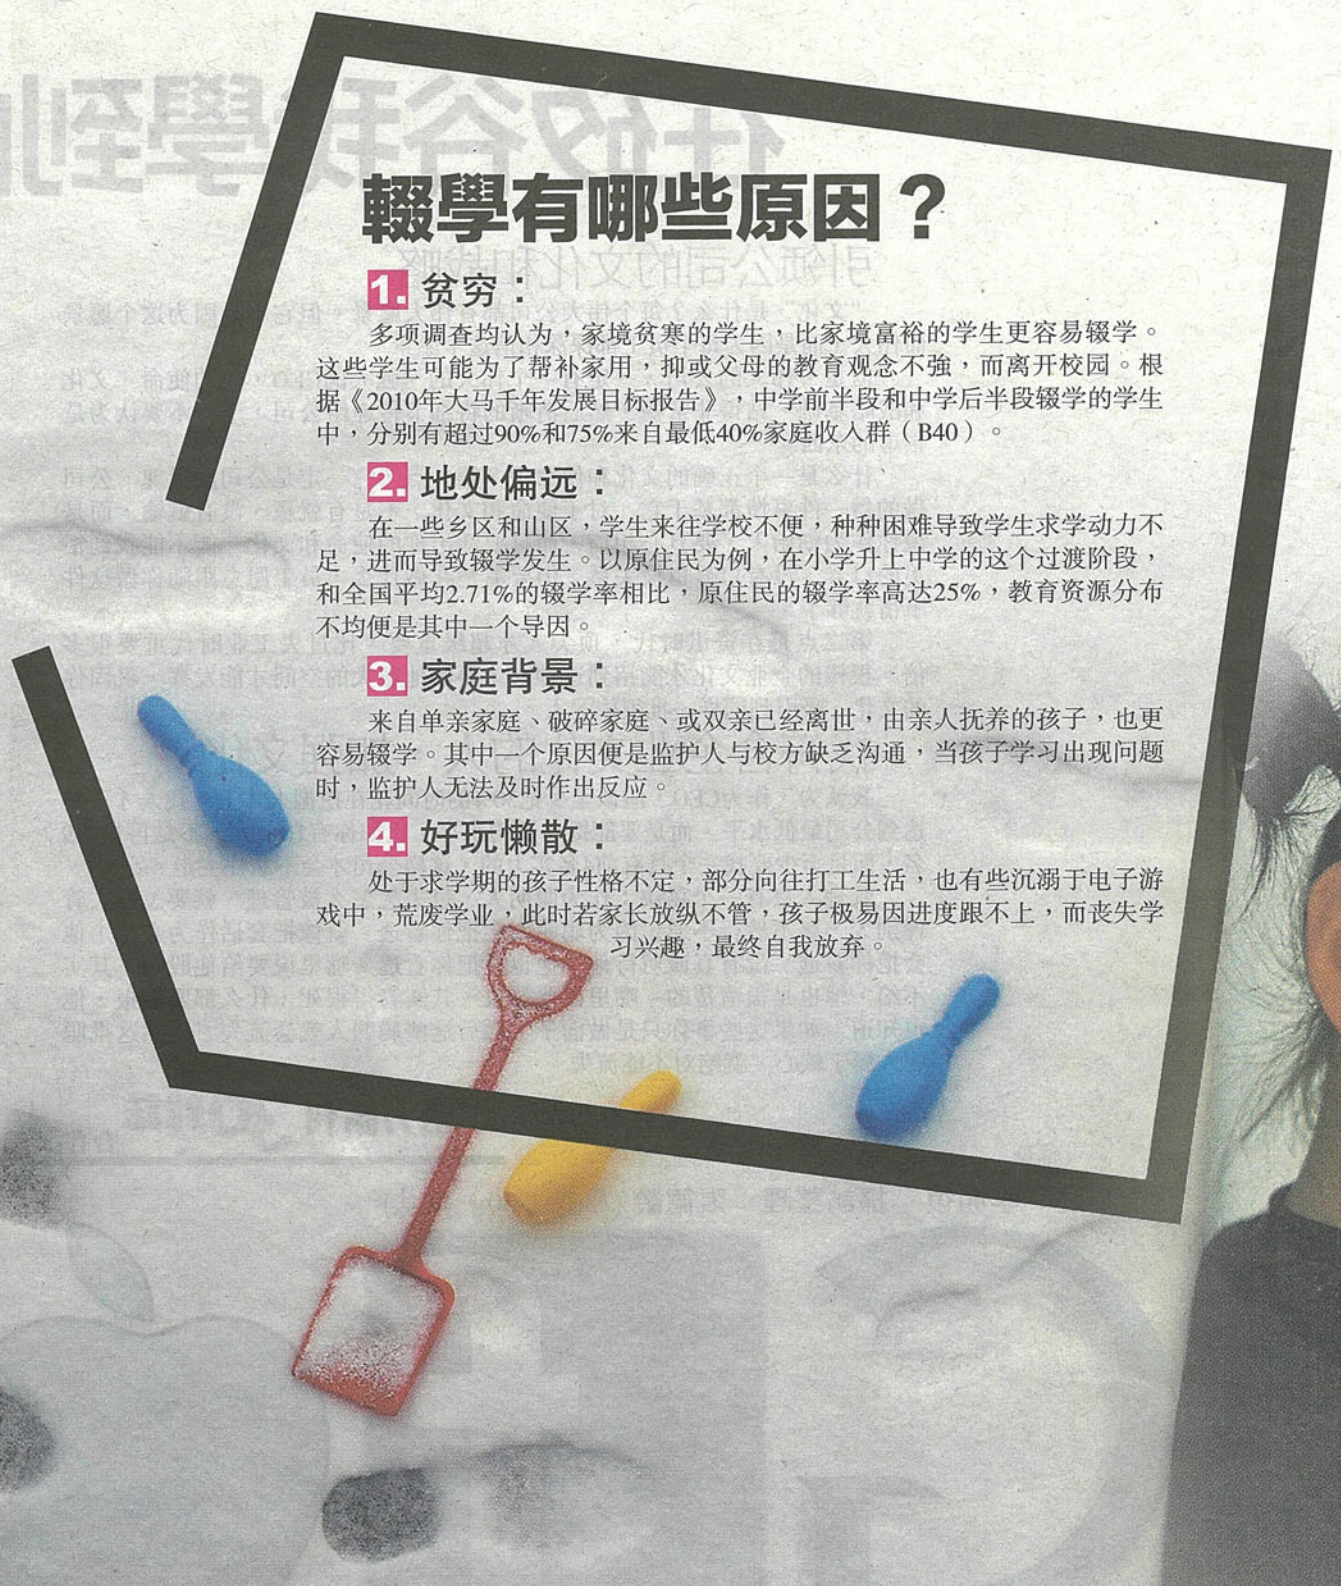 輟學有哪些原因？
1. 贫穷：
多项调查均认为，家境贫寒的学生，比家境富裕的学生更容易辍学。
这些学生可能为了帮补家用，抑或父母的教育观念不強，而离开校园。根
据《2010年大马千年发展目标报告》，中学前半段和中学后半段辍学的学生
中，分别有超过90%和75%来自最低40%家庭收入群（B40）。
2. 地处偏远：
在一些乡区和山区，学生来往学校不便，种种困难导致学生求学动力不
足，进而导致辍学发生。以原住民为例，在小学升上中学的这个过渡阶段，
和全国平均2.71%的辍学率相比，原住民的辍学率高达25%，教育资源分布
不均便是其中一个导因。
3. 家庭背景：
来自单亲家庭、破碎家庭、或双亲已经离世，由亲人抚养的孩子，也更
容易辍学。其中一个原因便是监护人与校方缺乏沟通，当孩子学习出现问题
时，监护人无法及时作出反应。
4. 好玩懒散：
处于求学期的孩子性格不定，部分向往打工生活，也有些沉溺于电子游
戏中，荒废学业，此时若家长放纵不管，孩子极易因进度跟不上，而丧失学
习兴趣，最终自我放弃。